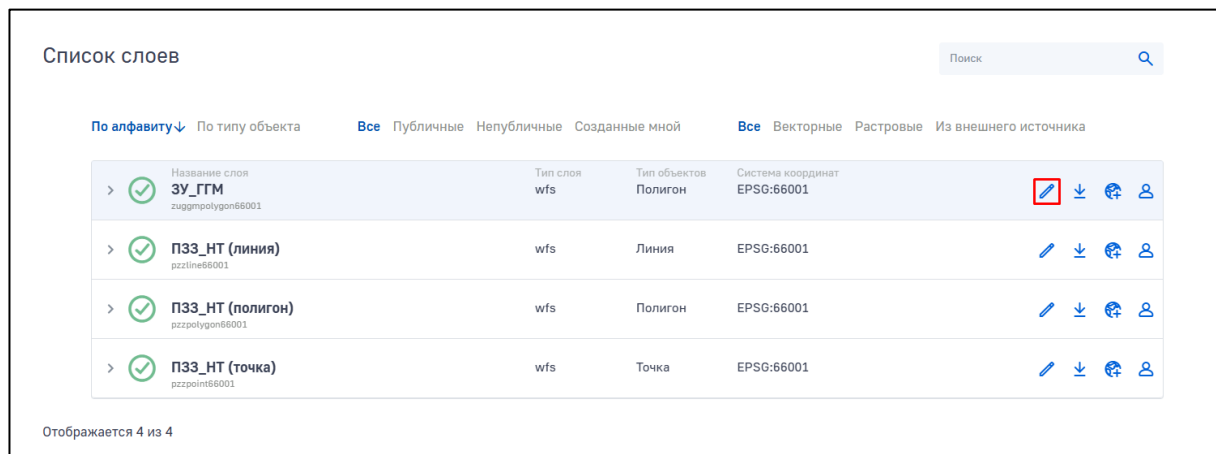 Список слоев
Поиск
По алфавиту По типу объекта Все Публичные Непубличные Созданные мной Все Векторные Растровые Из внешнего источника
Название слоя Тип слоя Тип объектов Система координат
ЗУ_ГГМ wfs Полигон EPSG:66001
zuggmpolygon66001
ПЗЗ_НТ (линия) wfs Линия EPSG:66001
pzzline66001
ПЗЗ_НТ (полигон) wfs Полигон EPSG:66001
pzzpolygon66001
ПЗЗ_НТ (точка) wfs Точка EPSG:66001
pzzpoint66001
Отображается 4 из 4